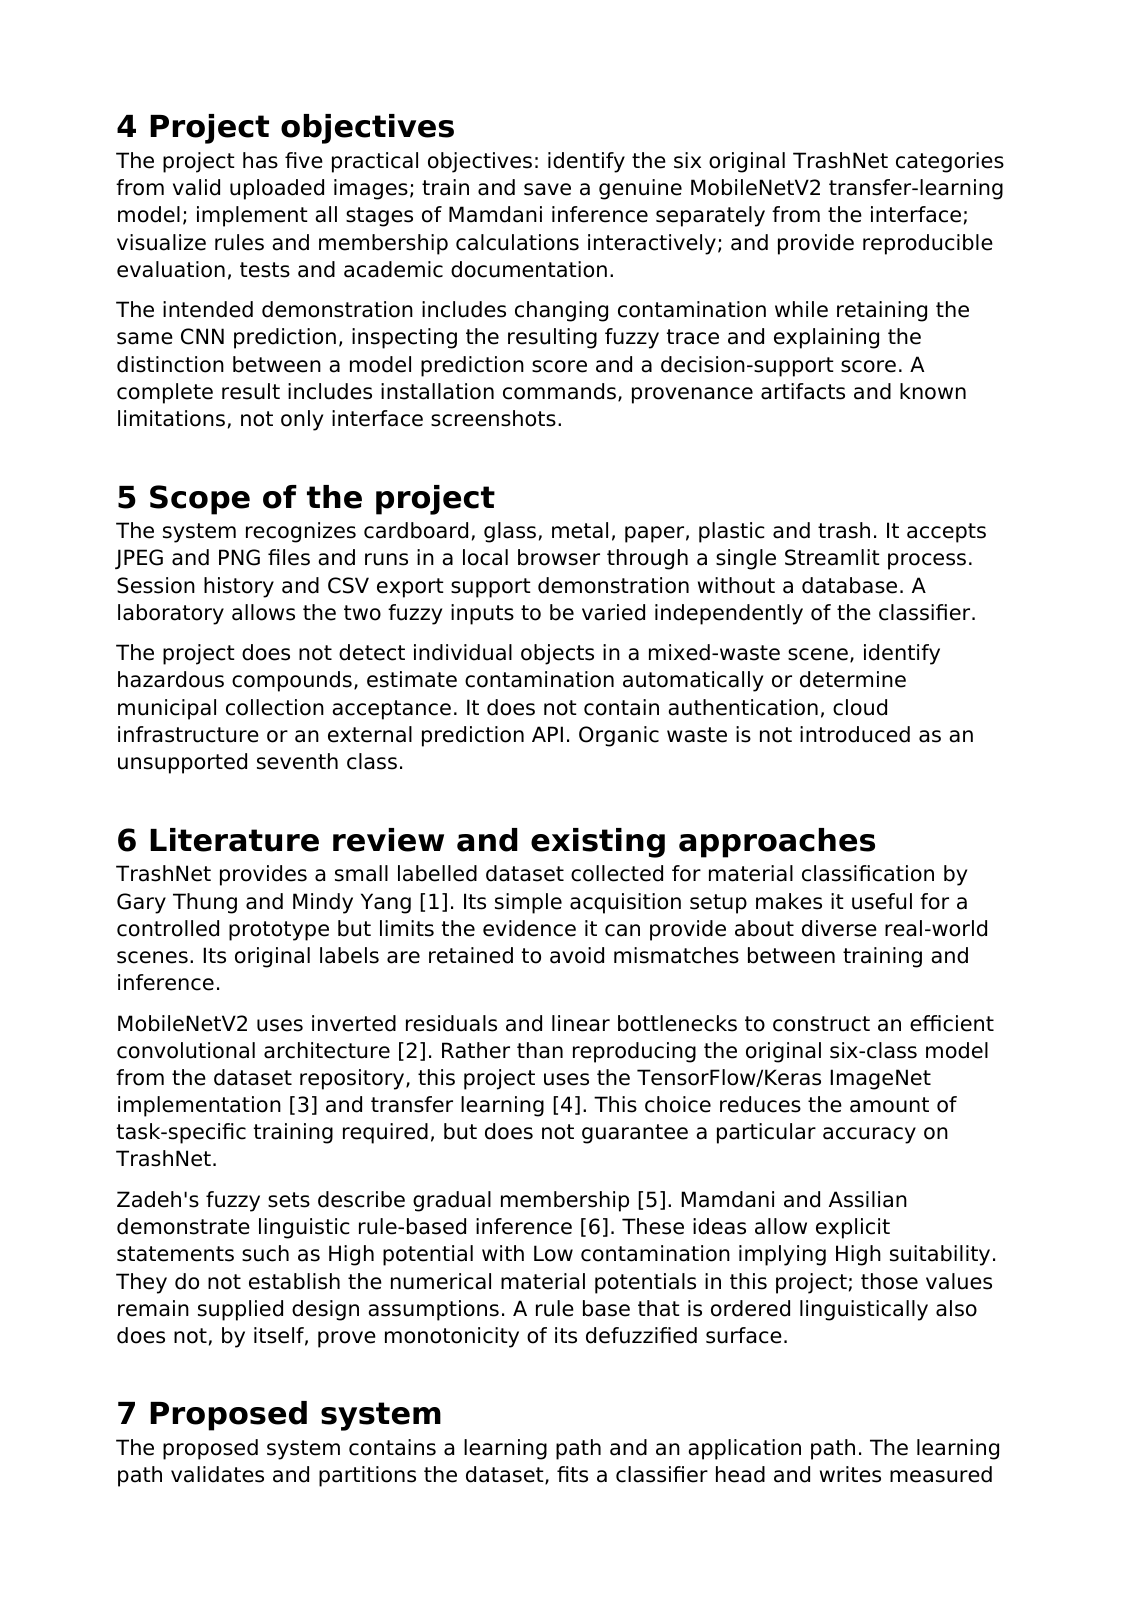 4 Project objectives
The project has five practical objectives: identify the six original TrashNet categories
from valid uploaded images; train and save a genuine MobileNetV2 transfer-learning
model; implement all stages of Mamdani inference separately from the interface;
visualize rules and membership calculations interactively; and provide reproducible
evaluation, tests and academic documentation.
The intended demonstration includes changing contamination while retaining the
same CNN prediction, inspecting the resulting fuzzy trace and explaining the
distinction between a model prediction score and a decision-support score. A
complete result includes installation commands, provenance artifacts and known
limitations, not only interface screenshots.
5 Scope of the project
The system recognizes cardboard, glass, metal, paper, plastic and trash. It accepts
JPEG and PNG files and runs in a local browser through a single Streamlit process.
Session history and CSV export support demonstration without a database. A
laboratory allows the two fuzzy inputs to be varied independently of the classifier.
The project does not detect individual objects in a mixed-waste scene, identify
hazardous compounds, estimate contamination automatically or determine
municipal collection acceptance. It does not contain authentication, cloud
infrastructure or an external prediction API. Organic waste is not introduced as an
unsupported seventh class.
6 Literature review and existing approaches
TrashNet provides a small labelled dataset collected for material classification by
Gary Thung and Mindy Yang [1]. Its simple acquisition setup makes it useful for a
controlled prototype but limits the evidence it can provide about diverse real-world
scenes. Its original labels are retained to avoid mismatches between training and
inference.
MobileNetV2 uses inverted residuals and linear bottlenecks to construct an efficient
convolutional architecture [2]. Rather than reproducing the original six-class model
from the dataset repository, this project uses the TensorFlow/Keras ImageNet
implementation [3] and transfer learning [4]. This choice reduces the amount of
task-specific training required, but does not guarantee a particular accuracy on
TrashNet.
Zadeh's fuzzy sets describe gradual membership [5]. Mamdani and Assilian
demonstrate linguistic rule-based inference [6]. These ideas allow explicit
statements such as High potential with Low contamination implying High suitability.
They do not establish the numerical material potentials in this project; those values
remain supplied design assumptions. A rule base that is ordered linguistically also
does not, by itself, prove monotonicity of its defuzzified surface.
7 Proposed system
The proposed system contains a learning path and an application path. The learning
path validates and partitions the dataset, fits a classifier head and writes measured